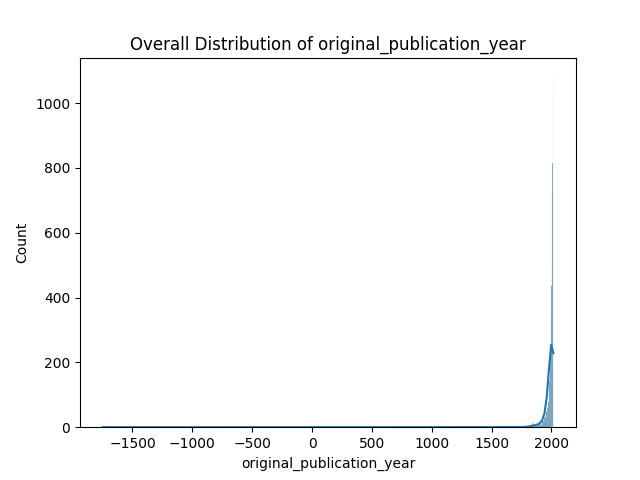 Overall Distribution of original_publication_year
1000
800
600
400
200
0
Count
−1500 −1000 −500 0 500 1000 1500 2000
original_publication_year